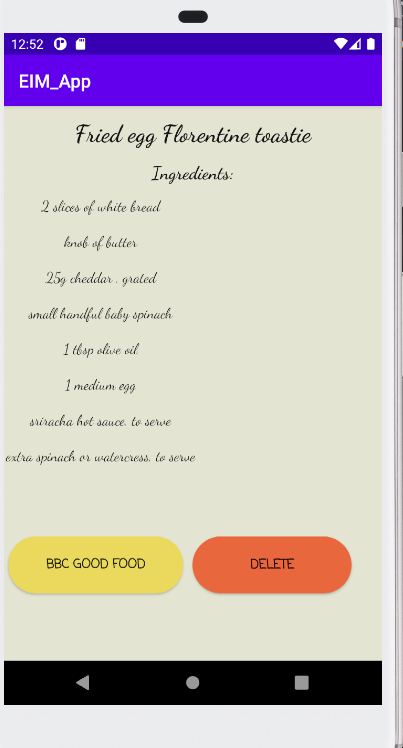 12:52
EIM_App
Fried egg Florentine toastie
Ingredients:
2 slices of white bread
knob of butter
25g cheddar , grated
small handful baby spinach
1 tbsp olive oil
1 medium egg
sriracha hot sauce, to serve
extra spinach or watercress, to serve
BBC GOOD FOOD
DELETE